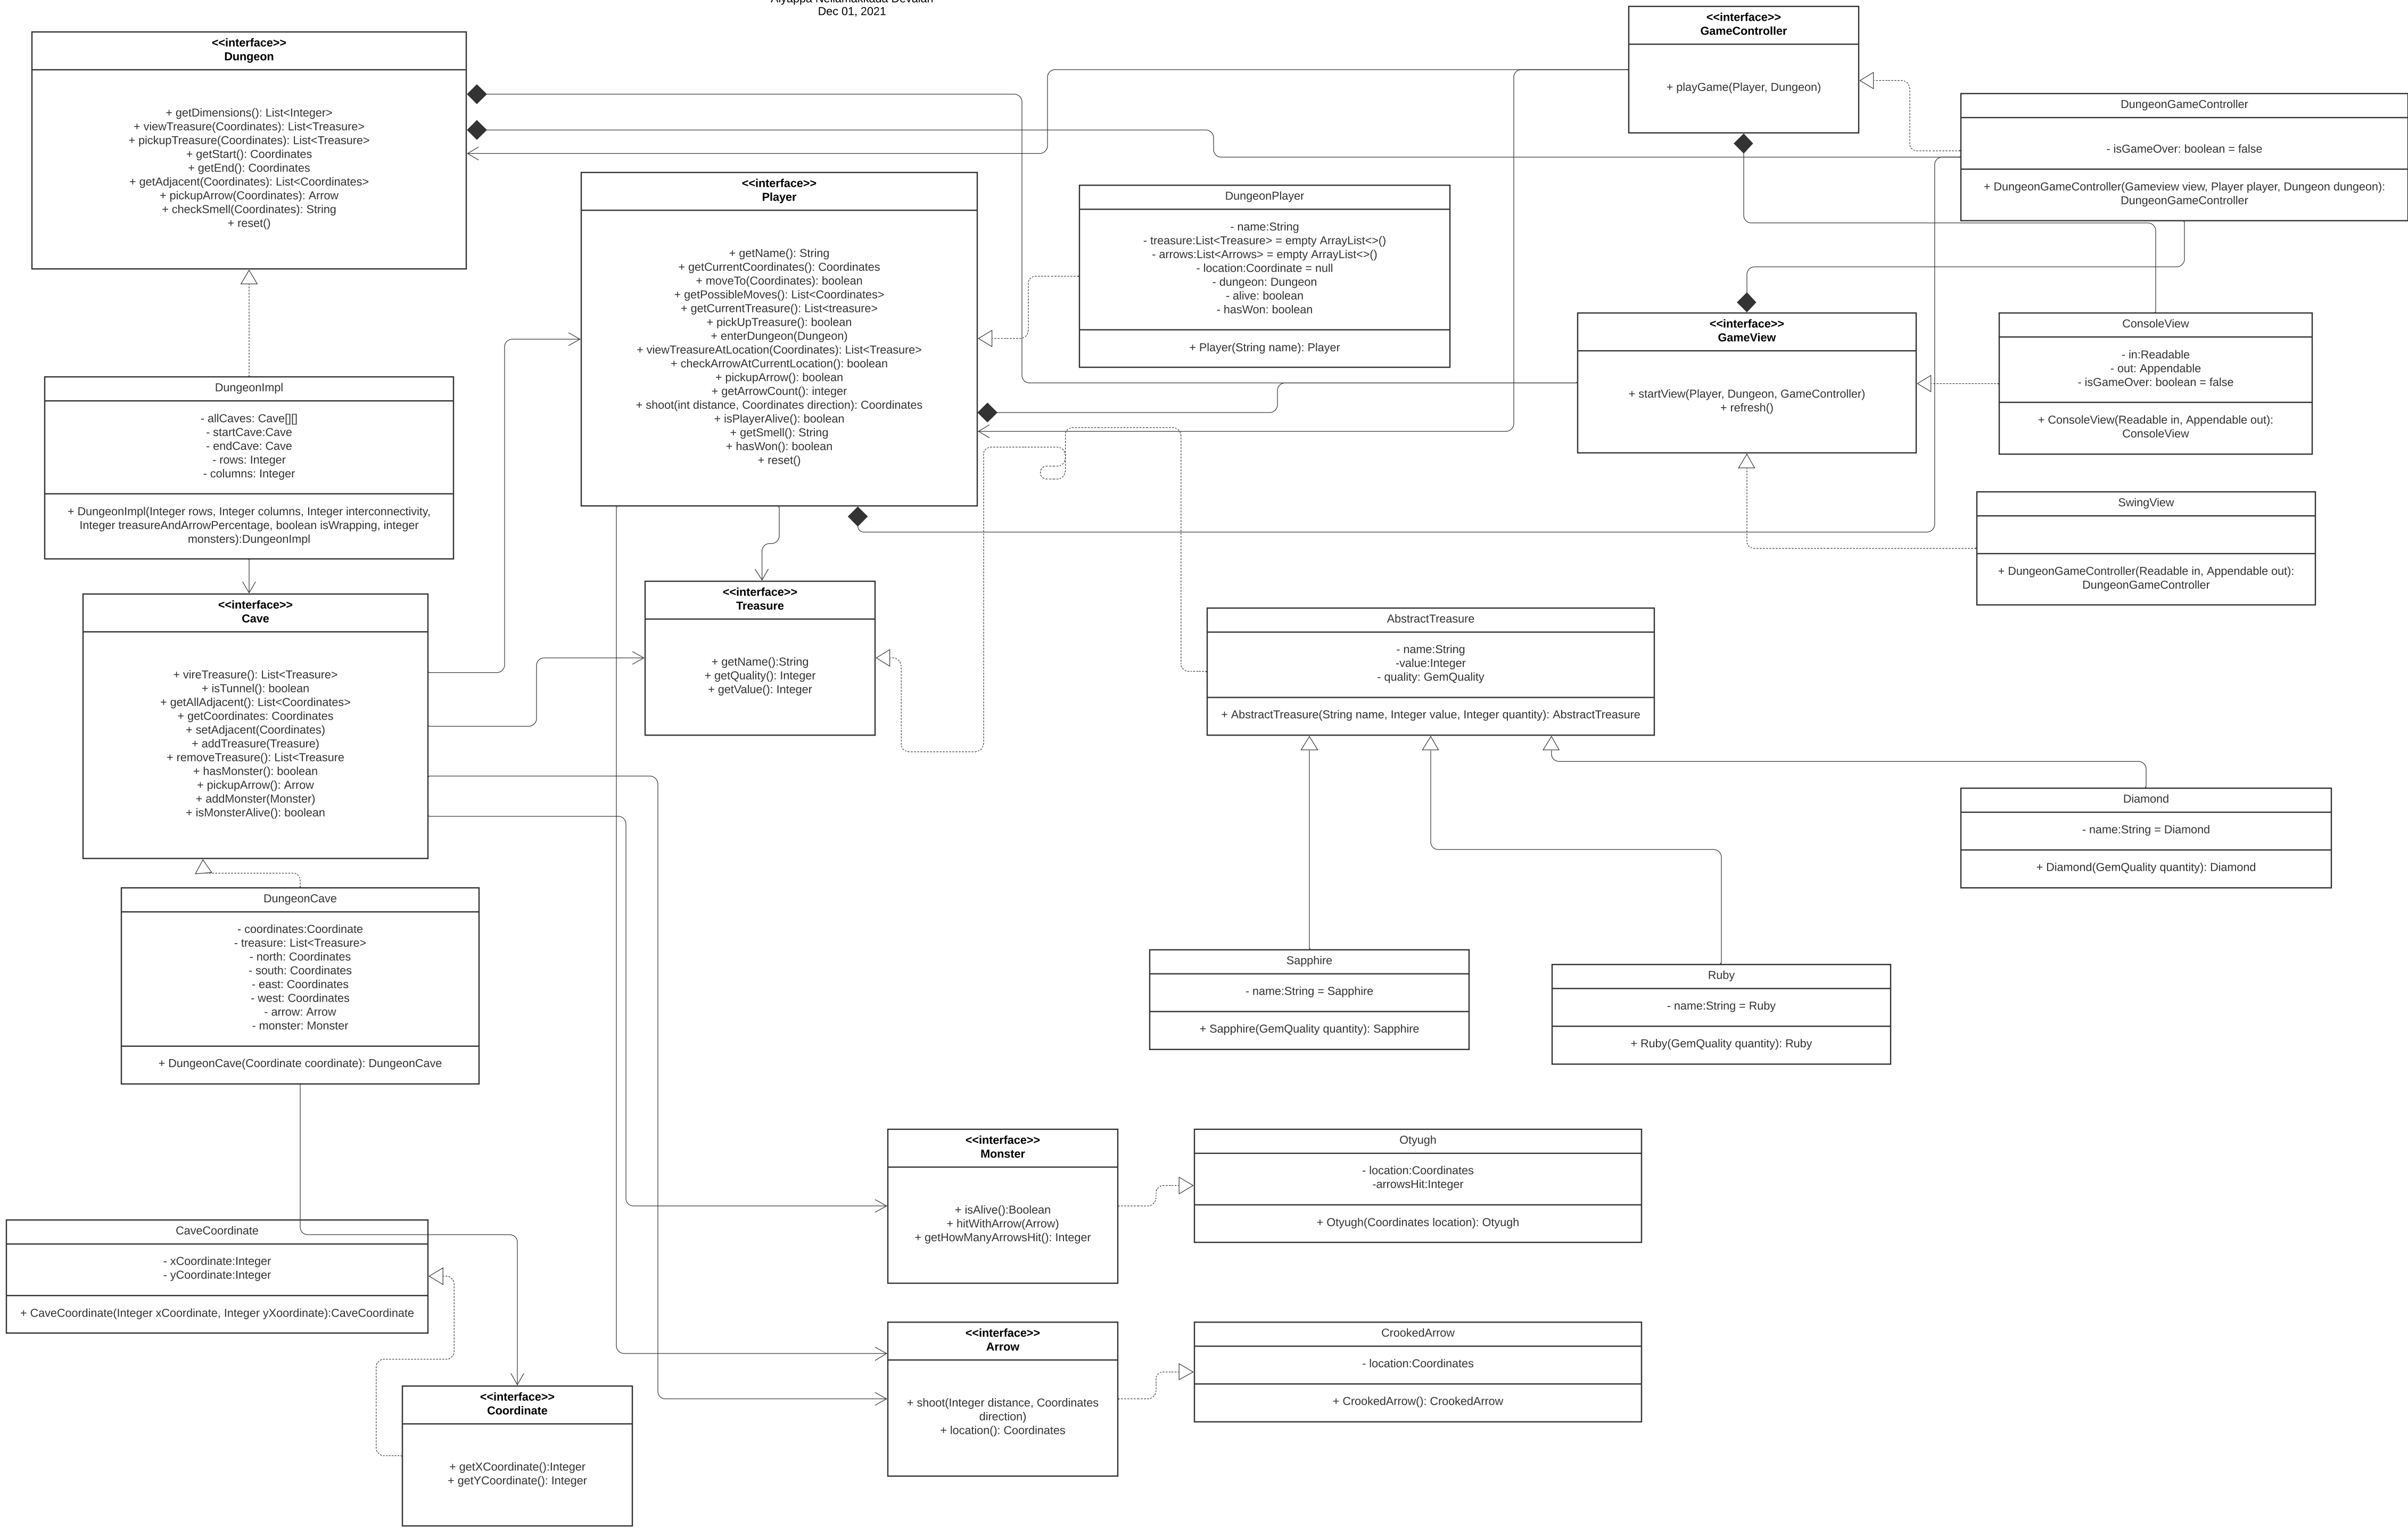 Aiyappa Nellamakkada Devaiah
Dec 01, 2021
<<interface>>
Dungeon
+ getDimensions(): List<Integer>
+ viewTreasure(Coordinates): List<Treasure>
+ pickupTreasure(Coordinates): List<Treasure>
+ getStart(): Coordinates
+ getEnd(): Coordinates
+ getAdjacent(Coordinates): List<Coordinates>
+ pickupArrow(Coordinates): Arrow
+ checkSmell(Coordinates): String
+ reset()
<<interface>>
GameController
+ playGame(Player, Dungeon)
DungeonGameController
- isGameOver: boolean = false
+ DungeonGameController(Gameview view, Player player, Dungeon dungeon):
DungeonGameController
<<interface>>
Player
+ getName(): String
+ getCurrentCoordinates(): Coordinates
+ moveTo(Coordinates): boolean
+ getPossibleMoves(): List<Coordinates>
+ getCurrentTreasure(): List<treasure>
+ pickUpTreasure(): boolean
+ enterDungeon(Dungeon)
+ viewTreasureAtLocation(Coordinates): List<Treasure>
+ checkArrowAtCurrentLocation(): boolean
+ pickupArrow(): boolean
+ getArrowCount(): integer
+ shoot(int distance, Coordinates direction): Coordinates
+ isPlayerAlive(): boolean
+ getSmell(): String
+ hasWon(): boolean
+ reset()
DungeonPlayer
- name:String
- treasure:List<Treasure> = empty ArrayList<>()
- arrows:List<Arrows> = empty ArrayList<>()
- location:Coordinate = null
- dungeon: Dungeon
- alive: boolean
- hasWon: boolean
+ Player(String name): Player
<<interface>>
GameView
+ startView(Player, Dungeon, GameController)
+ refresh()
ConsoleView
- in:Readable
- out: Appendable
- isGameOver: boolean = false
+ ConsoleView(Readable in, Appendable out):
ConsoleView
DungeonImpl
- allCaves: Cave[][]
- startCave:Cave
- endCave: Cave
- rows: Integer
- columns: Integer
+ DungeonImpl(Integer rows, Integer columns, Integer interconnectivity,
Integer treasureAndArrowPercentage, boolean isWrapping, integer
monsters):DungeonImpl
SwingView
+ DungeonGameController(Readable in, Appendable out):
DungeonGameController
<<interface>>
Cave
+ vireTreasure(): List<Treasure>
+ isTunnel(): boolean
+ getAllAdjacent(): List<Coordinates>
+ getCoordinates: Coordinates
+ setAdjacent(Coordinates)
+ addTreasure(Treasure)
+ removeTreasure(): List<Treasure
+ hasMonster(): boolean
+ pickupArrow(): Arrow
+ addMonster(Monster)
+ isMonsterAlive(): boolean
<<interface>>
Treasure
+ getName():String
+ getQuality(): Integer
+ getValue(): Integer
AbstractTreasure
- name:String
-value:Integer
- quality: GemQuality
+ AbstractTreasure(String name, Integer value, Integer quantity): AbstractTreasure
Diamond
- name:String = Diamond
+ Diamond(GemQuality quantity): Diamond
DungeonCave
- coordinates:Coordinate
- treasure: List<Treasure>
- north: Coordinates
- south: Coordinates
- east: Coordinates
- west: Coordinates
- arrow: Arrow
- monster: Monster
+ DungeonCave(Coordinate coordinate): DungeonCave
Sapphire
- name:String = Sapphire
+ Sapphire(GemQuality quantity): Sapphire
Ruby
- name:String = Ruby
+ Ruby(GemQuality quantity): Ruby
<<interface>>
Monster
+ isAlive():Boolean
+ hitWithArrow(Arrow)
+ getHowManyArrowsHit(): Integer
Otyugh
- location:Coordinates
-arrowsHit:Integer
+ Otyugh(Coordinates location): Otyugh
CaveCoordinate
- xCoordinate:Integer
- yCoordinate:Integer
+ CaveCoordinate(Integer xCoordinate, Integer yXoordinate):CaveCoordinate
<<interface>>
Arrow
+ shoot(Integer distance, Coordinates
direction)
+ location(): Coordinates
CrookedArrow
- location:Coordinates
+ CrookedArrow(): CrookedArrow
<<interface>>
Coordinate
+ getXCoordinate():Integer
+ getYCoordinate(): Integer